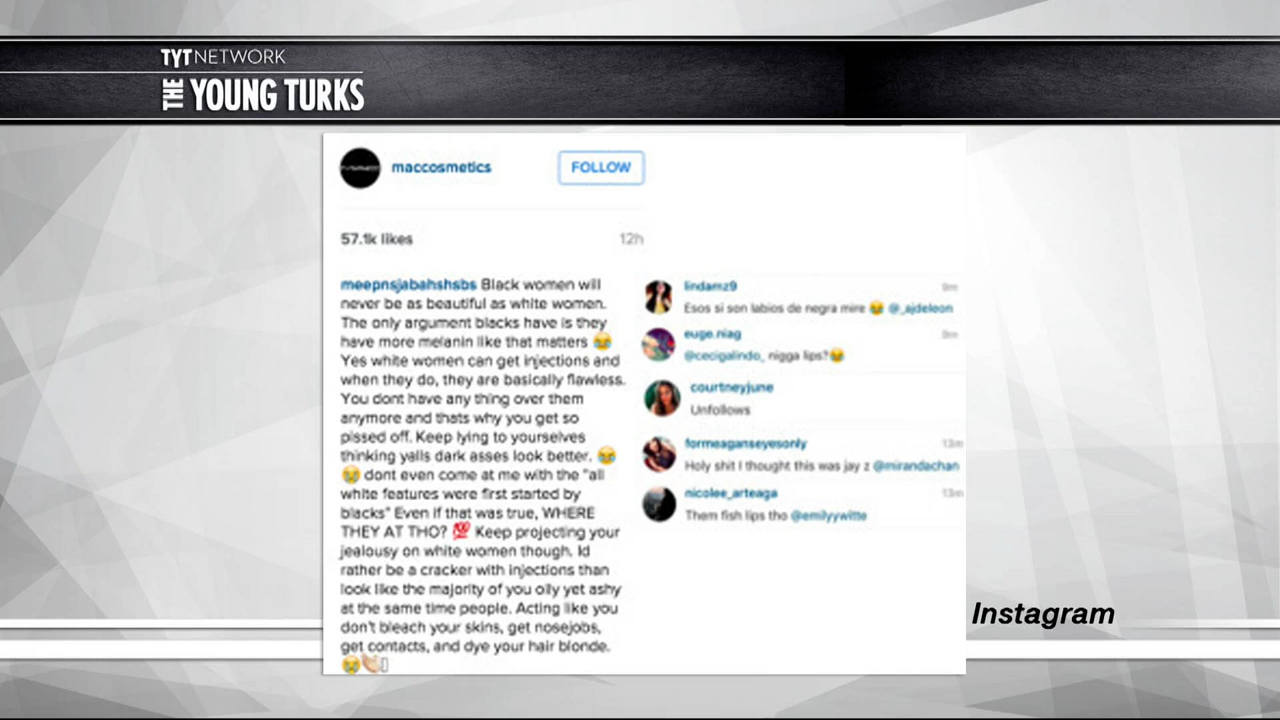 TYT NETWORK
THE YOUNG TURKS
maccosmetics FOLLOW
57.1k likes 12h
meepnsjabahshsbs Black women will
never be as beautiful as white women.
The only argument blacks have is they
have more melanin like that matters 😂
Yes white women can get injections and
when they do, they are basically flawless.
You dont have any thing over them
anymore and thats why you get so
pissed off. Keep lying to yourselves
thinking yalls dark asses look better. 😂
😂 dont even come at me with the "all
white features were first started by
blacks" Even if that was true, WHERE
THEY AT THO? 💯 Keep projecting your
jealousy on white women though. Id
rather be a cracker with injections than
look like the majority of you oily yet ashy
at the same time people. Acting like you
don't bleach your skins, get nosejobs,
get contacts, and dye your hair blonde.
😂👏🏻▯
lindamz9 9m
Esos si son labios de negra mire 😂 @_ajdeleon
euge.niag 9m
@cecigalindo_ nigga lips?😂
courtneyjune
Unfollows
formeaganseyesonly 13m
Holy shit I thought this was jay z @mirandachan
nicolee_arteaga 13m
Them fish lips tho @emilyywitte
Instagram